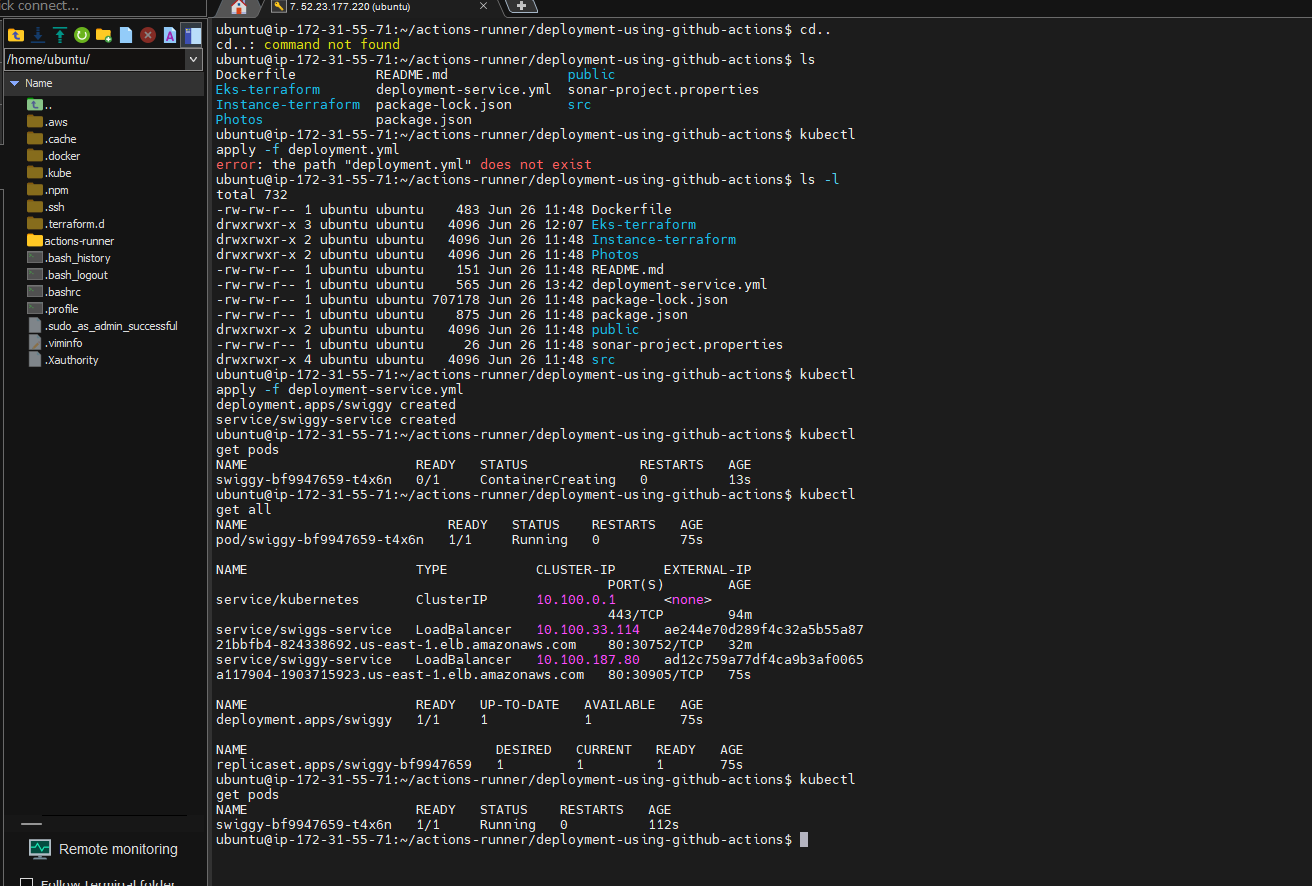 ck connect...
7. 52.23.177.220 (ubuntu)
/home/ubuntu/
Name
..
.aws
.cache
.docker
.kube
.npm
.ssh
.terraform.d
actions-runner
.bash_history
.bash_logout
.bashrc
.profile
.sudo_as_admin_successful
.viminfo
.Xauthority
Remote monitoring
Follow terminal folder
ubuntu@ip-172-31-55-71:~/actions-runner/deployment-using-github-actions$ cd..
cd..: command not found
ubuntu@ip-172-31-55-71:~/actions-runner/deployment-using-github-actions$ ls
Dockerfile          README.md               public
Eks-terraform       deployment-service.yml  sonar-project.properties
Instance-terraform  package-lock.json       src
Photos              package.json
ubuntu@ip-172-31-55-71:~/actions-runner/deployment-using-github-actions$ kubectl
apply -f deployment.yml
error: the path "deployment.yml" does not exist
ubuntu@ip-172-31-55-71:~/actions-runner/deployment-using-github-actions$ ls -l
total 732
-rw-rw-r-- 1 ubuntu ubuntu    483 Jun 26 11:48 Dockerfile
drwxrwxr-x 3 ubuntu ubuntu   4096 Jun 26 12:07 Eks-terraform
drwxrwxr-x 2 ubuntu ubuntu   4096 Jun 26 11:48 Instance-terraform
drwxrwxr-x 2 ubuntu ubuntu   4096 Jun 26 11:48 Photos
-rw-rw-r-- 1 ubuntu ubuntu    151 Jun 26 11:48 README.md
-rw-rw-r-- 1 ubuntu ubuntu    565 Jun 26 13:42 deployment-service.yml
-rw-rw-r-- 1 ubuntu ubuntu 707178 Jun 26 11:48 package-lock.json
-rw-rw-r-- 1 ubuntu ubuntu    875 Jun 26 11:48 package.json
drwxrwxr-x 2 ubuntu ubuntu   4096 Jun 26 11:48 public
-rw-rw-r-- 1 ubuntu ubuntu     26 Jun 26 11:48 sonar-project.properties
drwxrwxr-x 4 ubuntu ubuntu   4096 Jun 26 11:48 src
ubuntu@ip-172-31-55-71:~/actions-runner/deployment-using-github-actions$ kubectl
apply -f deployment-service.yml
deployment.apps/swiggy created
service/swiggy-service created
ubuntu@ip-172-31-55-71:~/actions-runner/deployment-using-github-actions$ kubectl
get pods
NAME                     READY   STATUS              RESTARTS   AGE
swiggy-bf9947659-t4x6n   0/1     ContainerCreating   0          13s
ubuntu@ip-172-31-55-71:~/actions-runner/deployment-using-github-actions$ kubectl
get all
NAME                         READY   STATUS    RESTARTS   AGE
pod/swiggy-bf9947659-t4x6n   1/1     Running   0          75s
NAME                     TYPE           CLUSTER-IP      EXTERNAL-IP
PORT(S)        AGE
service/kubernetes       ClusterIP      10.100.0.1      <none>
443/TCP        94m
service/swiggs-service   LoadBalancer   10.100.33.114   ae244e70d289f4c32a5b55a87
21bbfb4-824338692.us-east-1.elb.amazonaws.com    80:30752/TCP   32m
service/swiggy-service   LoadBalancer   10.100.187.80   ad12c759a77df4ca9b3af0065
a117904-1903715923.us-east-1.elb.amazonaws.com   80:30905/TCP   75s
NAME                     READY   UP-TO-DATE   AVAILABLE   AGE
deployment.apps/swiggy   1/1     1            1           75s
NAME                               DESIRED   CURRENT   READY   AGE
replicaset.apps/swiggy-bf9947659   1         1         1       75s
ubuntu@ip-172-31-55-71:~/actions-runner/deployment-using-github-actions$ kubectl
get pods
NAME                     READY   STATUS    RESTARTS   AGE
swiggy-bf9947659-t4x6n   1/1     Running   0          112s
ubuntu@ip-172-31-55-71:~/actions-runner/deployment-using-github-actions$